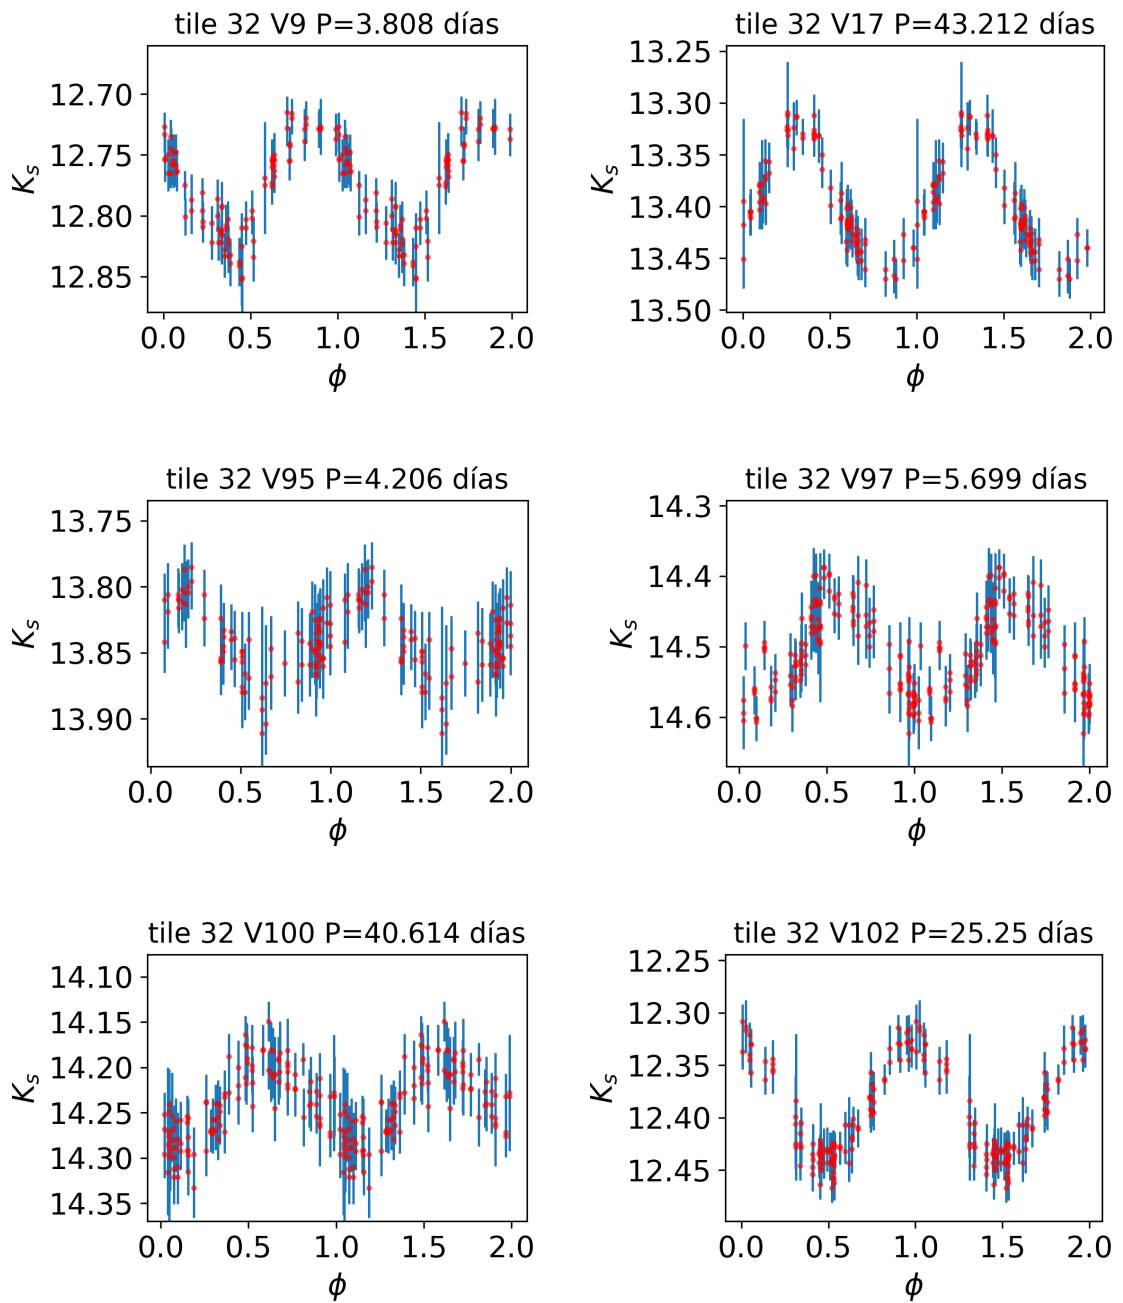 tile 32 V9 P=3.808 días
12.70
12.75
12.80
12.85
Ks
0.0 0.5 1.0 1.5 2.0
ϕ
tile 32 V17 P=43.212 días
13.25
13.30
13.35
13.40
13.45
13.50
Ks
0.0 0.5 1.0 1.5 2.0
ϕ
tile 32 V95 P=4.206 días
13.75
13.80
13.85
13.90
Ks
0.0 0.5 1.0 1.5 2.0
ϕ
tile 32 V97 P=5.699 días
14.3
14.4
14.5
14.6
Ks
0.0 0.5 1.0 1.5 2.0
ϕ
tile 32 V100 P=40.614 días
14.10
14.15
14.20
14.25
14.30
14.35
Ks
0.0 0.5 1.0 1.5 2.0
ϕ
tile 32 V102 P=25.25 días
12.25
12.30
12.35
12.40
12.45
Ks
0.0 0.5 1.0 1.5 2.0
ϕ